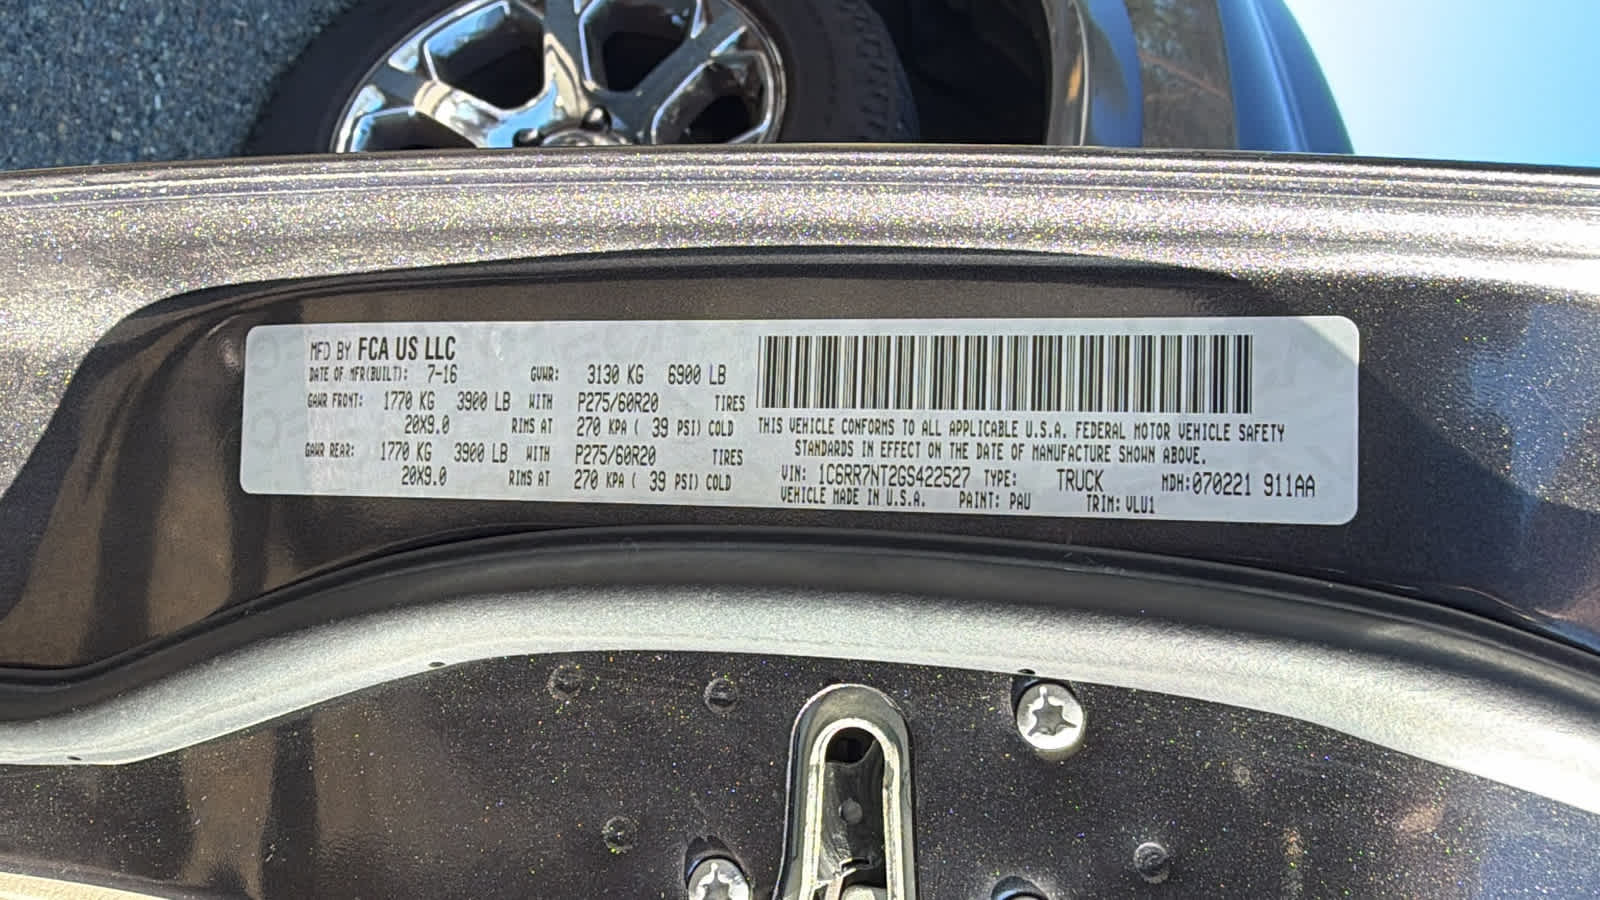 MFD BY FCA US LLC
DATE OF MFR(BUILT): 7-16 GVWR: 3130 KG 6900 LB
GAWR FRONT: 1770 KG 3900 LB WITH P275/60R20 TIRES
20X9.0 RIMS AT 270 KPA ( 39 PSI) COLD
GAWR REAR: 1770 KG 3900 LB WITH P275/60R20 TIRES
20X9.0 RIMS AT 270 KPA ( 39 PSI) COLD
THIS VEHICLE CONFORMS TO ALL APPLICABLE U.S.A. FEDERAL MOTOR VEHICLE SAFETY
STANDARDS IN EFFECT ON THE DATE OF MANUFACTURE SHOWN ABOVE.
VIN: 1C6RR7NT2GS422527 TYPE: TRUCK MDH:070221 911AA
VEHICLE MADE IN U.S.A. PAINT: PAU TRIM: VLU1